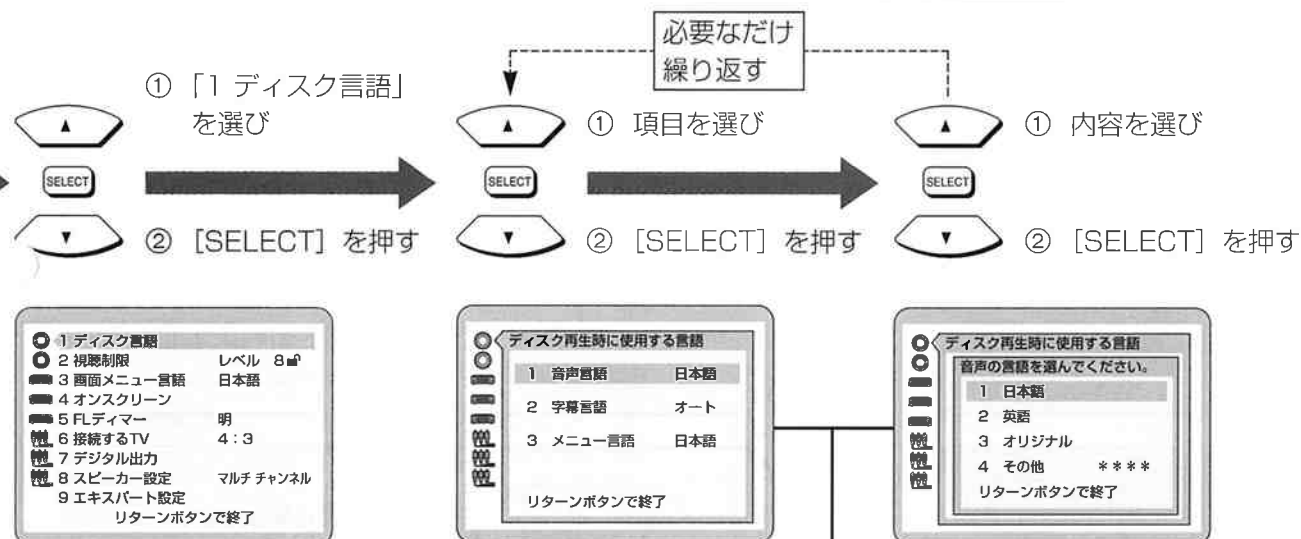 必要なだけ
繰り返す
① 「1 ディスク言語」
を選び
▲
SELECT
▼
② [SELECT] を押す
① 項目を選び
▲
SELECT
▼
② [SELECT] を押す
① 内容を選び
▲
SELECT
▼
② [SELECT] を押す
1 ディスク言語
2 視聴制限 レベル 8
3 画面メニュー言語 日本語
4 オンスクリーン
5 FLディマー 明
6 接続するTV 4:3
7 デジタル出力
8 スピーカー設定 マルチ チャンネル
9 エキスパート設定
リターンボタンで終了
ディスク再生時に使用する言語
1 音声言語 日本語
2 字幕言語 オート
3 メニュー言語 日本語
リターンボタンで終了
ディスク再生時に使用する言語
音声の言語を選んでください。
1 日本語
2 英語
3 オリジナル
4 その他 ****
リターンボタンで終了